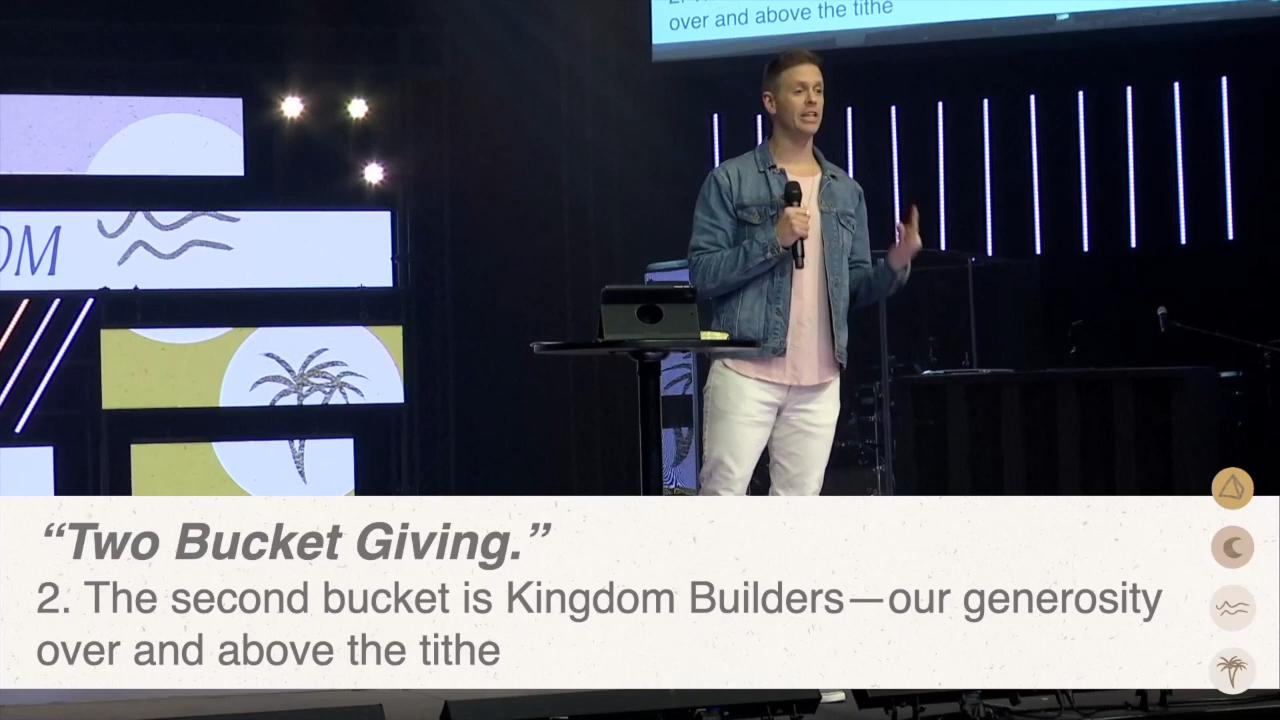 over and above the tithe
OM
“Two Bucket Giving.”
2. The second bucket is Kingdom Builders—our generosity
over and above the tithe